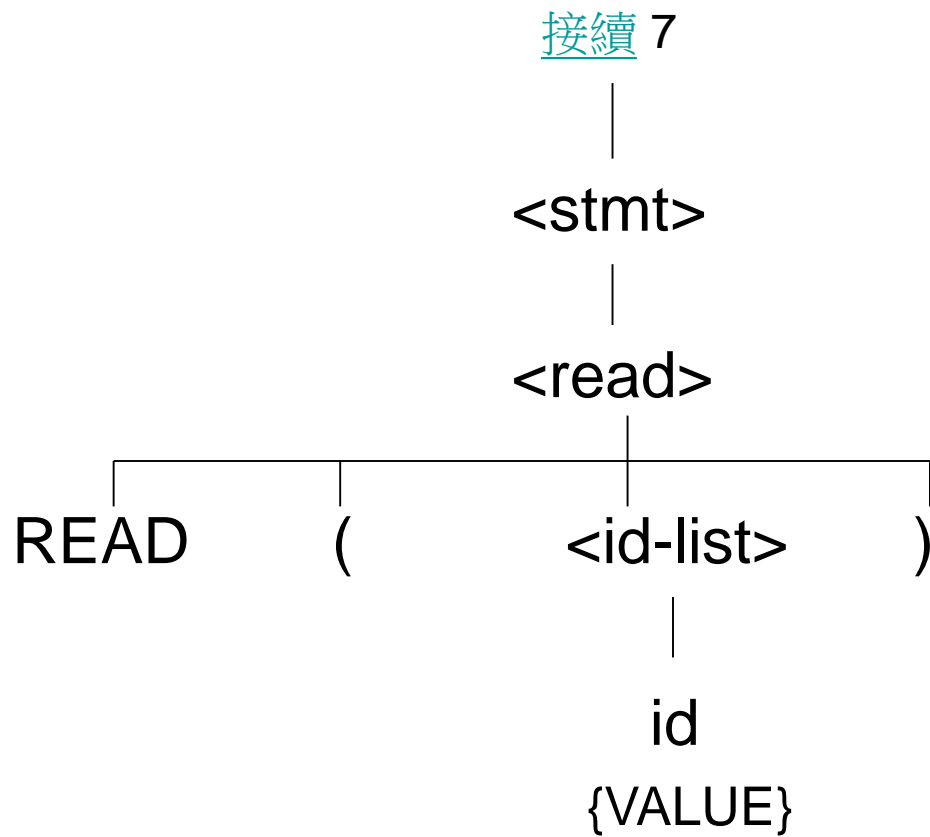 接續 7
<stmt>
<read>
READ ( <id-list> )
id
{VALUE}